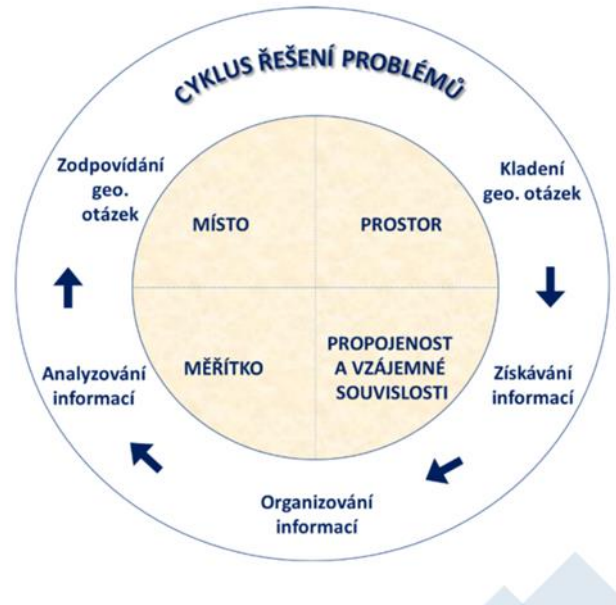 CYKLUS ŘEŠENÍ PROBLÉMŮ
Kladení
geo. otázek
Získávání
informací
Organizování
informací
Analyzování
informací
Zodpovídání
geo.
otázek
MÍSTO
PROSTOR
MĚŘÍTKO
PROPOJENOST
A VZÁJEMNÉ
SOUVISLOSTI